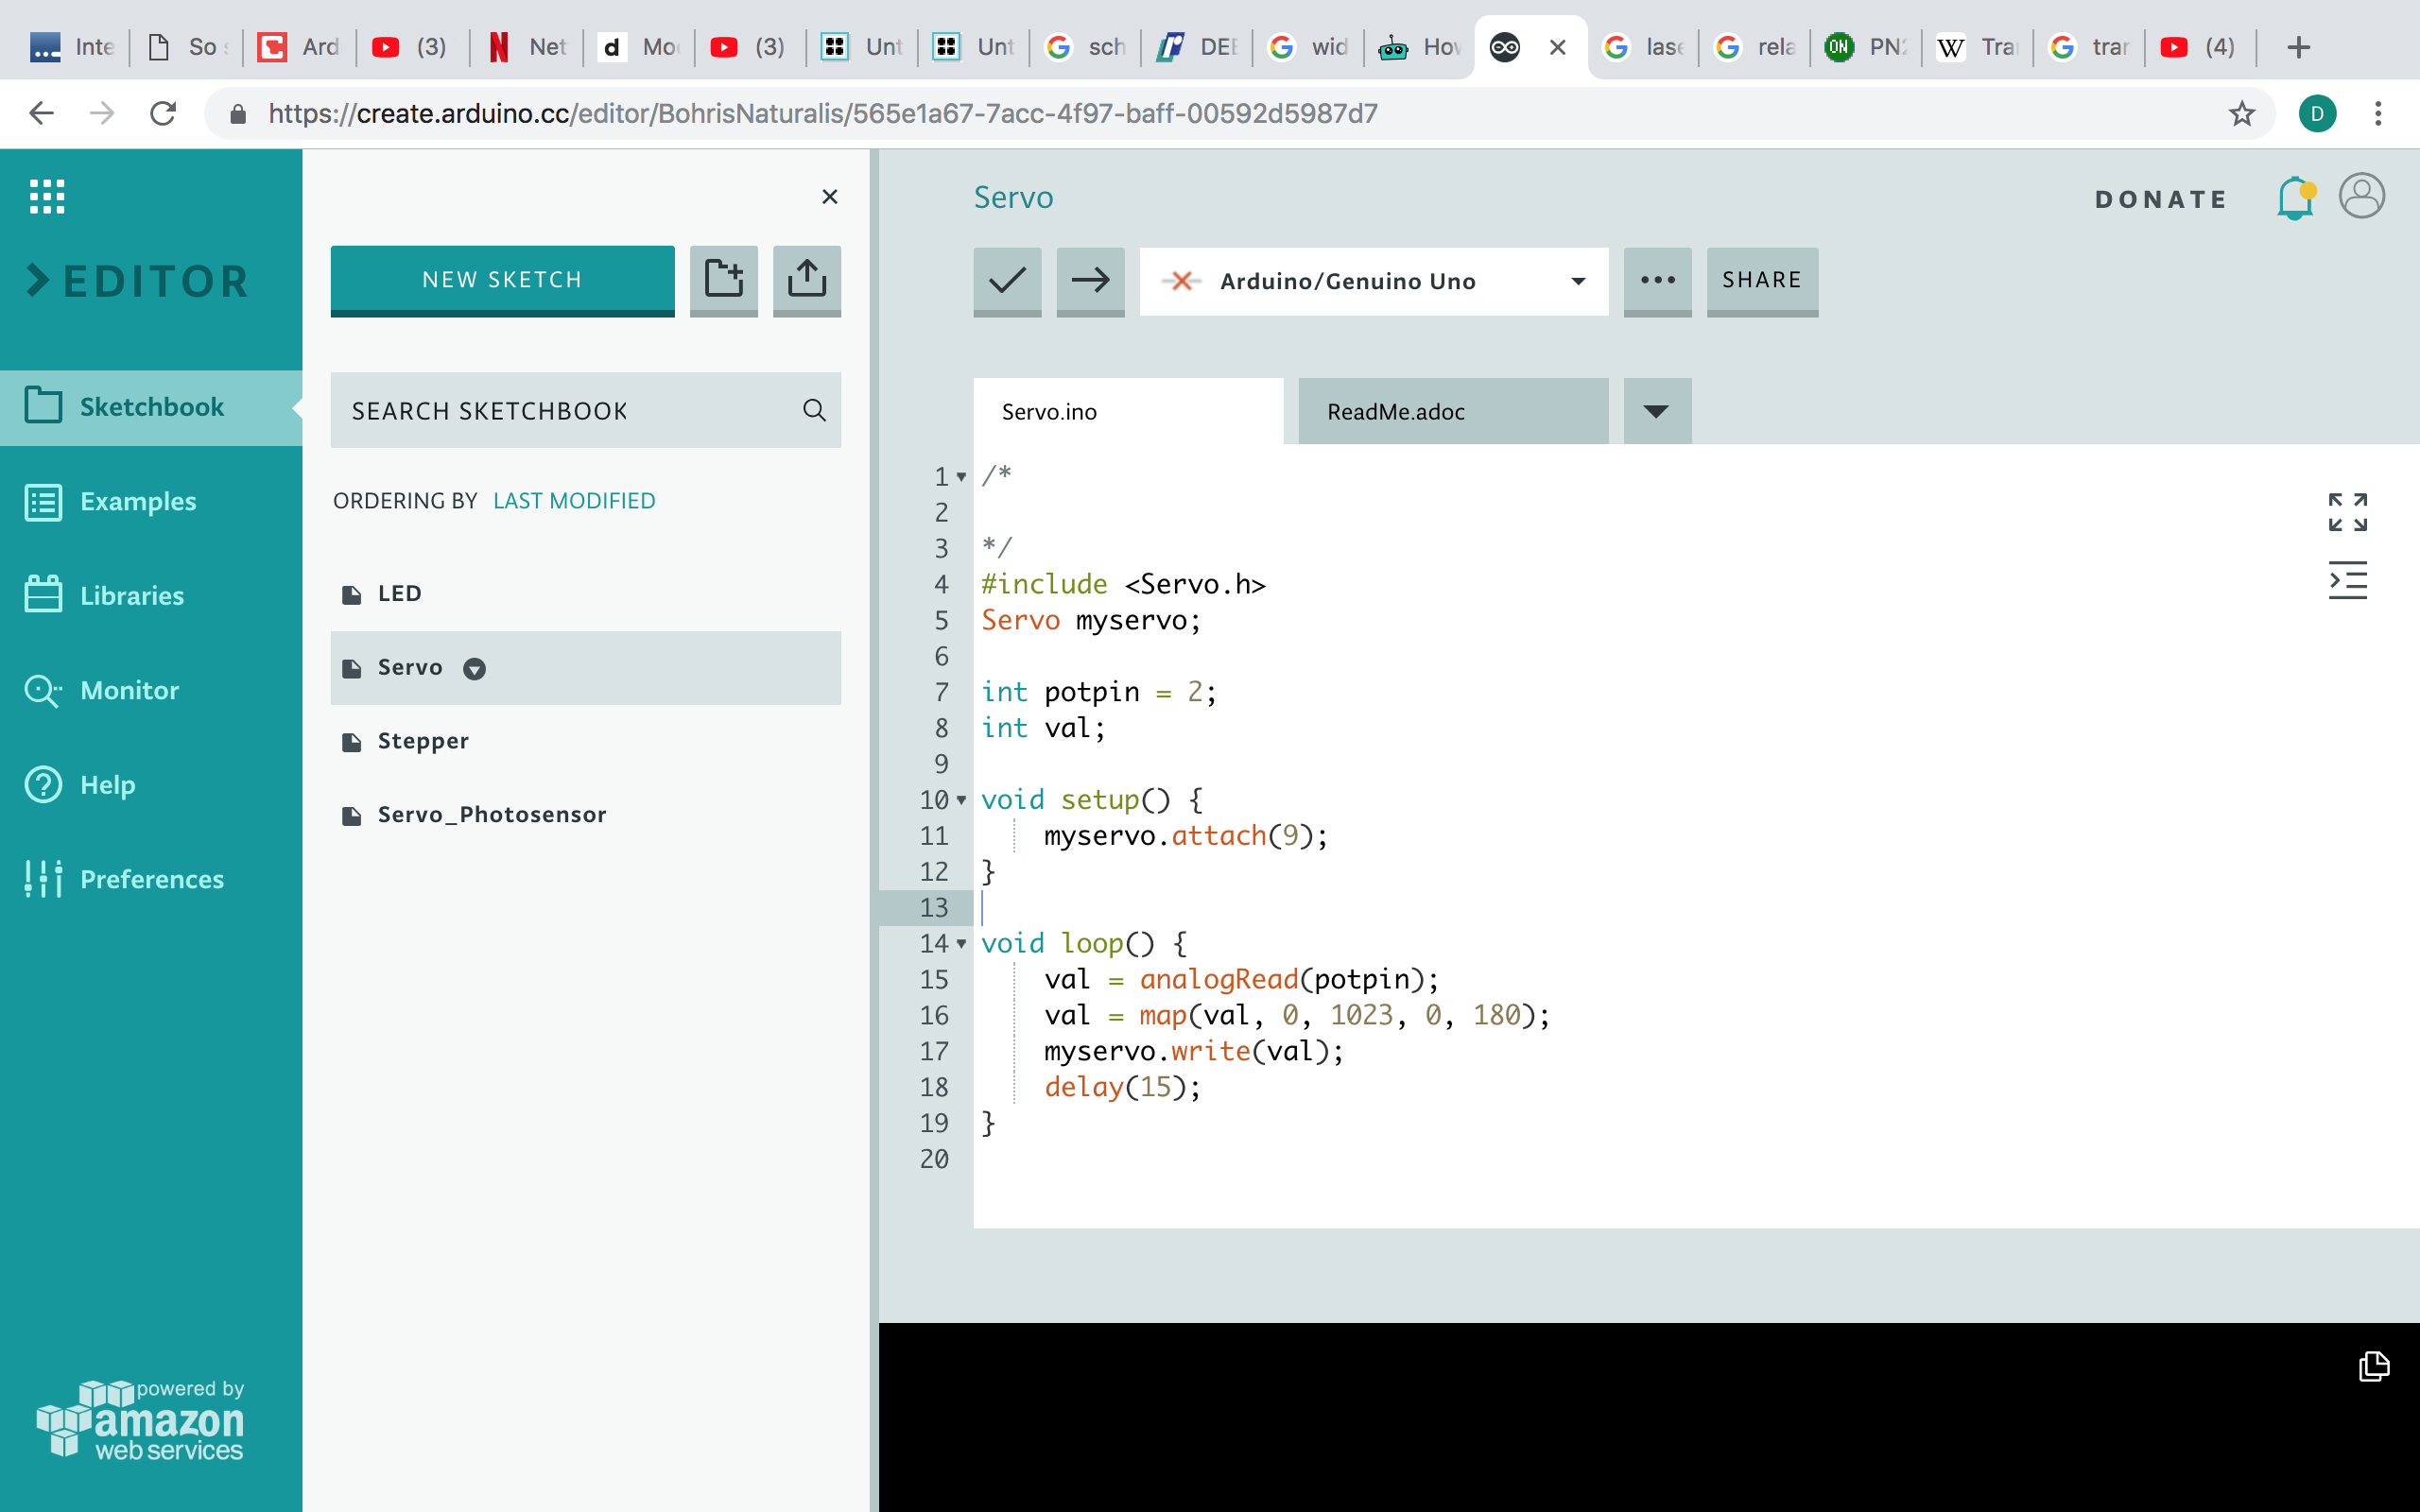 Inte
So s
Ard
(3)
Net
d
Mo
(3)
Unt
Unt
sch
DEE
wid
How
lase
rela
ON
PN2
W
Tra
tran
(4)
https://create.arduino.cc/editor/BohrisNaturalis/565e1a67-7acc-4f97-baff-00592d5987d7
D
EDITOR
Sketchbook
Examples
Libraries
Monitor
Help
Preferences
powered by
amazon
web services
NEW SKETCH
SEARCH SKETCHBOOK
ORDERING BY LAST MODIFIED
LED
Servo
Stepper
Servo_Photosensor
Servo
DONATE
Arduino/Genuino Uno
SHARE
Servo.ino
ReadMe.adoc
1 /*
2
3 */
4 #include <Servo.h>
5 Servo myservo;
6
7 int potpin = 2;
8 int val;
9
10 void setup() {
11 myservo.attach(9);
12 }
13
14 void loop() {
15 val = analogRead(potpin);
16 val = map(val, 0, 1023, 0, 180);
17 myservo.write(val);
18 delay(15);
19 }
20